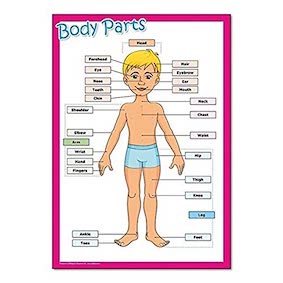 Body Parts
Head
Forehead
Hair
Eye
Eyebrow
Nose
Ear
Tooth
Mouth
Chin
Neck
Shoulder
Chest
Elbow
Waist
Arm
Wrist
Hip
Hand
Fingers
Thigh
Knee
Leg
Ankle
Foot
Toes